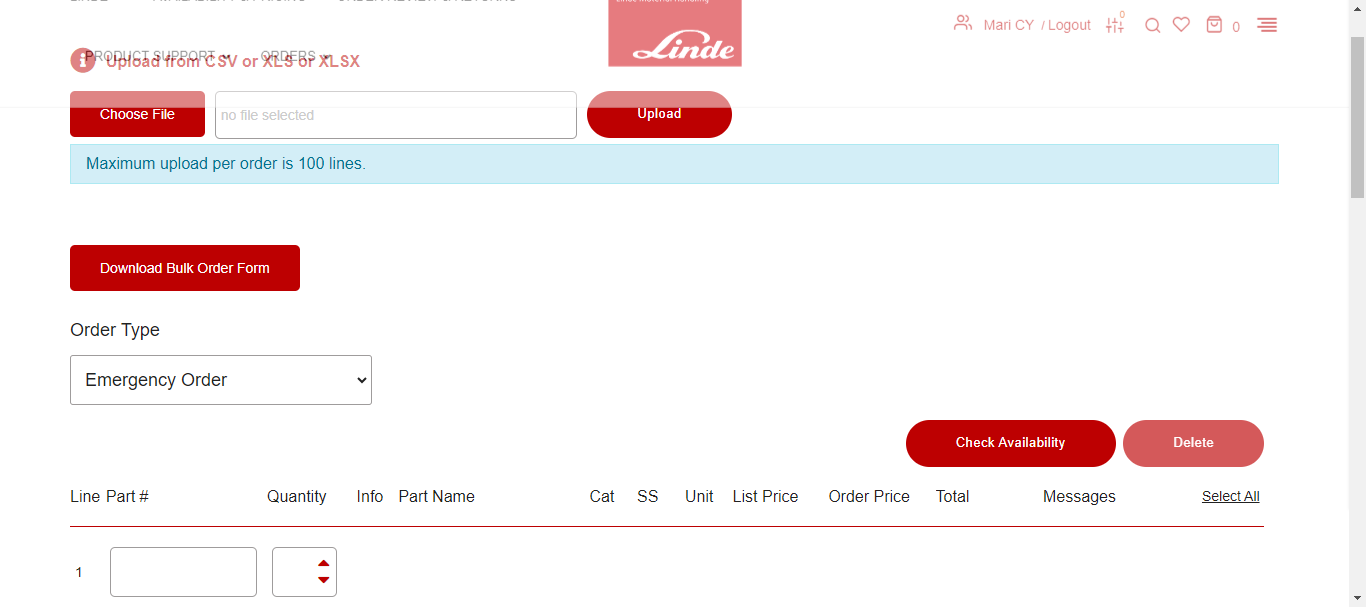 Linde
Mari CY / Logout
0
0
PRODUCT SUPPORT
ORDERS
Upload from CSV or XLS or XLSX
Choose File
no file selected
Upload
Maximum upload per order is 100 lines.
Download Bulk Order Form
Order Type
Emergency Order
Check Availability
Delete
Line Part # Quantity Info Part Name Cat SS Unit List Price Order Price Total Messages Select All
1